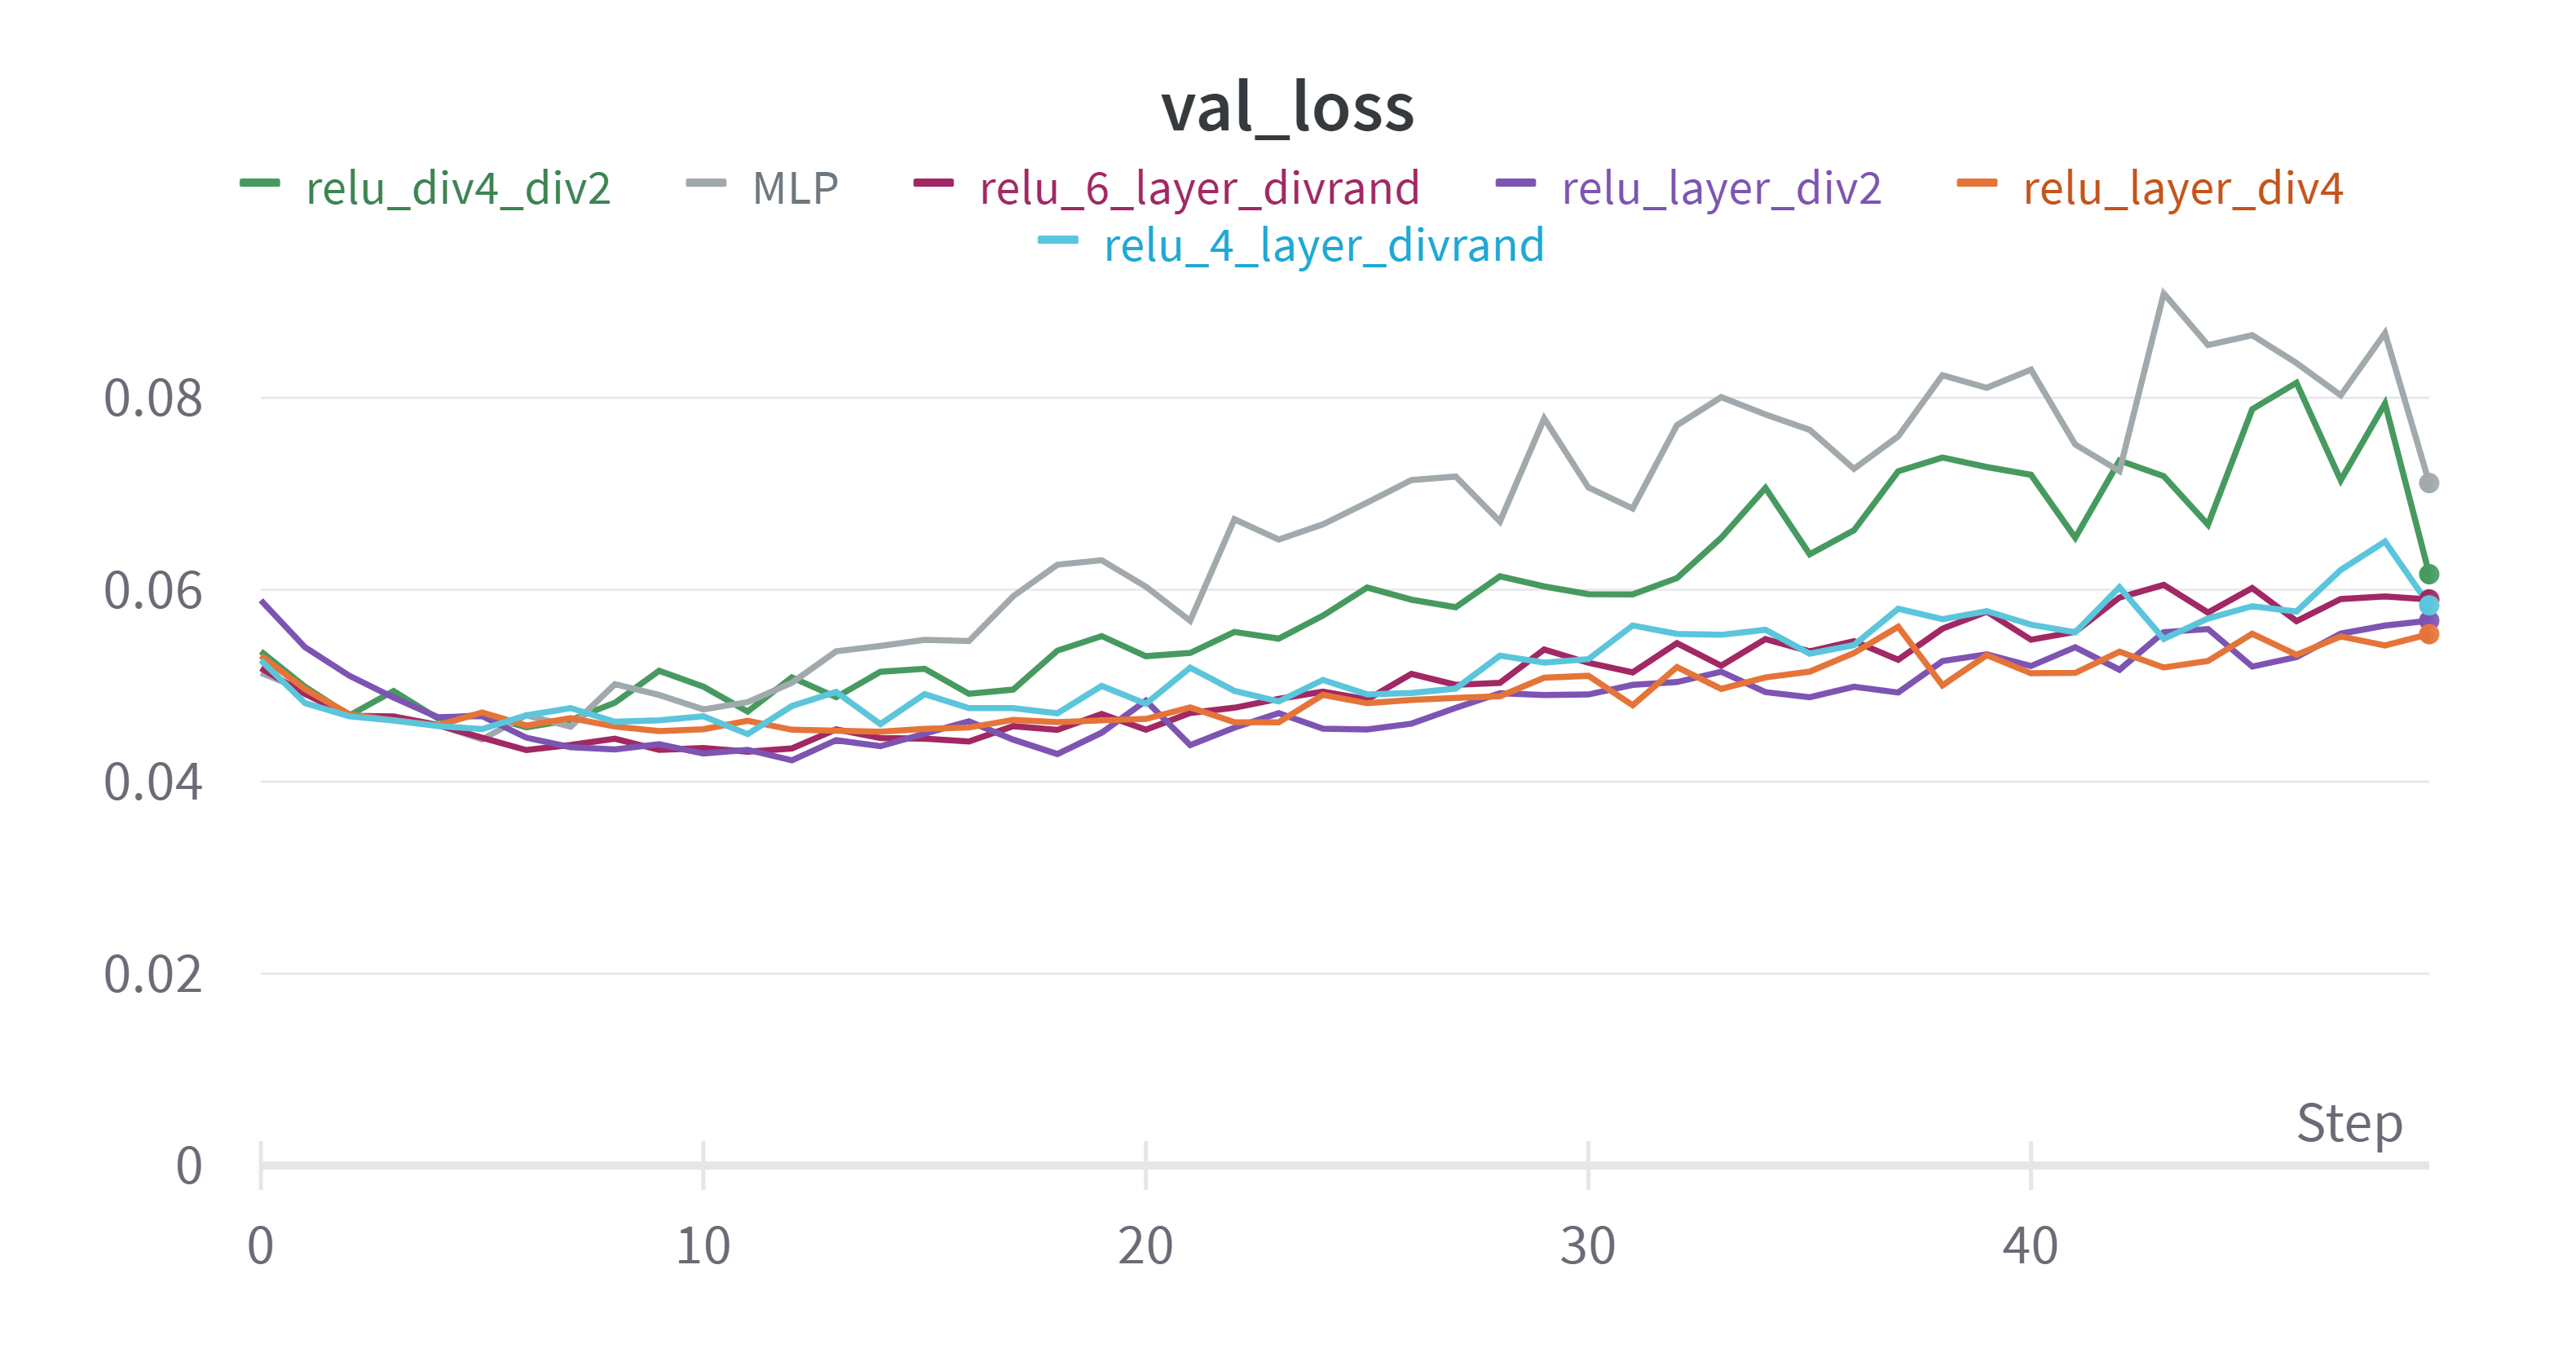 val_loss
relu_div4_div2 MLP relu_6_layer_divrand relu_layer_div2 relu_layer_div4
relu_4_layer_divrand
0.08
0.06
0.04
0.02
Step
0
0 10 20 30 40